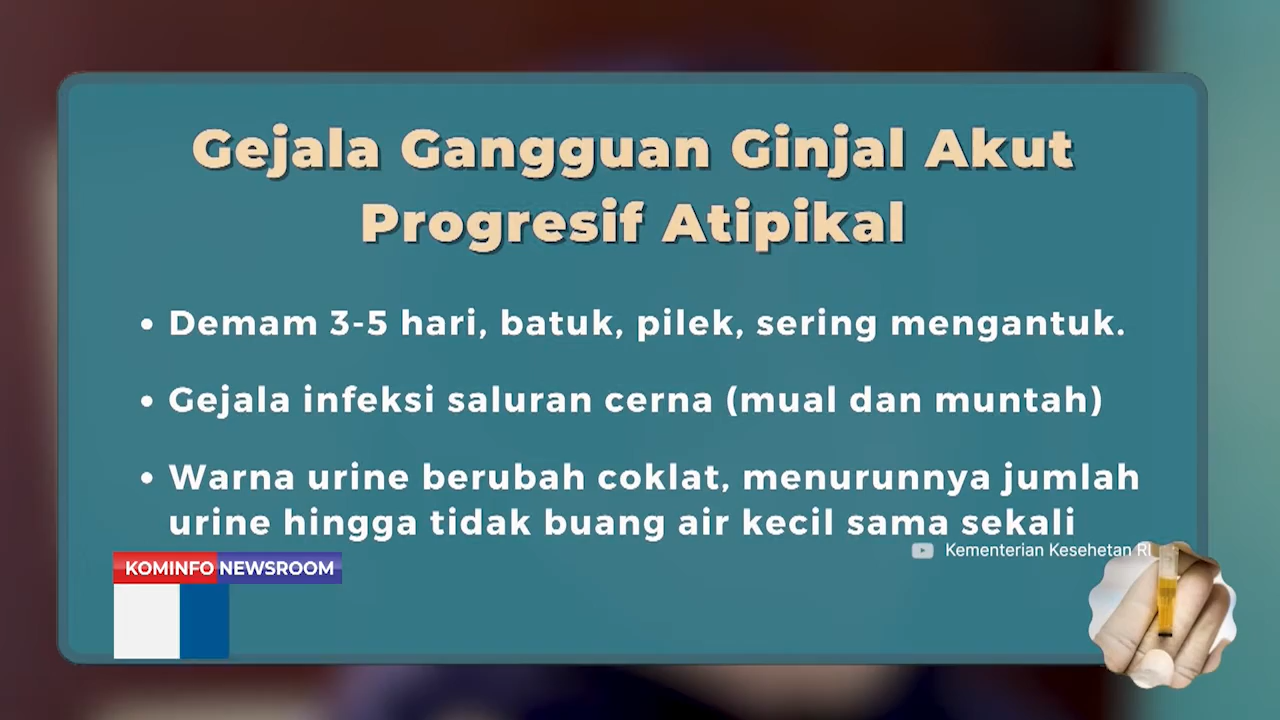 Gejala Gangguan Ginjal Akut
Progresif Atipikal
• Demam 3-5 hari, batuk, pilek, sering mengantuk.
• Gejala infeksi saluran cerna (mual dan muntah)
• Warna urine berubah coklat, menurunnya jumlah
urine hingga tidak buang air kecil sama sekali
Kementerian Kesehatan RI
KOMINFO NEWSROOM